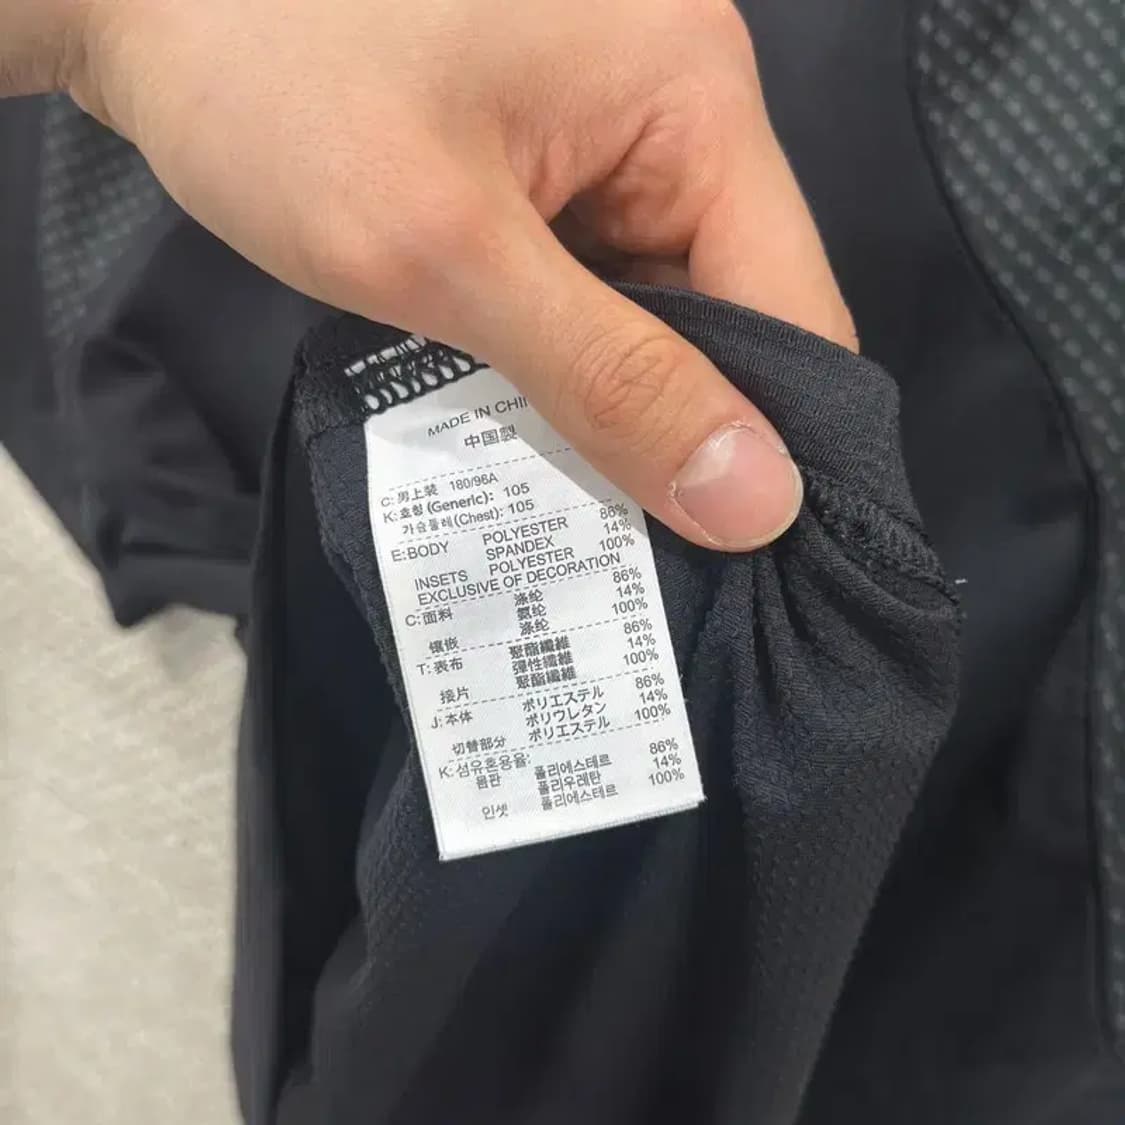 MADE IN CHI
中国製
C:男上装 180/96A
K:호칭 (Generic): 105
가슴둘레(Chest): 105
E:BODY POLYESTER 86%
SPANDEX 14%
INSETS POLYESTER 100%
EXCLUSIVE OF DECORATION
C:面料 涤纶 86%
氨纶 14%
镶嵌 涤纶 100%
T:表布 聚酯纖維 86%
彈性纖維 14%
接片 聚酯纖維 100%
J:本体 ポリエステル 86%
ポリウレタン 14%
切替部分 ポリエステル 100%
K:섬유혼용율:
몸판 폴리에스테르 86%
폴리우레탄 14%
인셋 폴리에스테르 100%